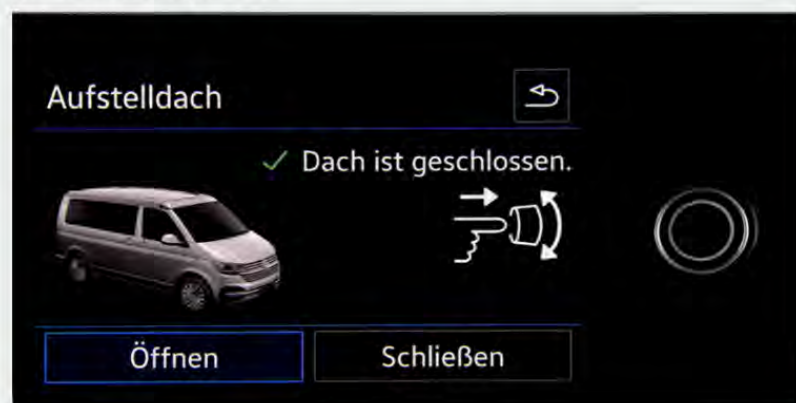 Aufstelldach
Dach ist geschlossen.
Öffnen
Schließen